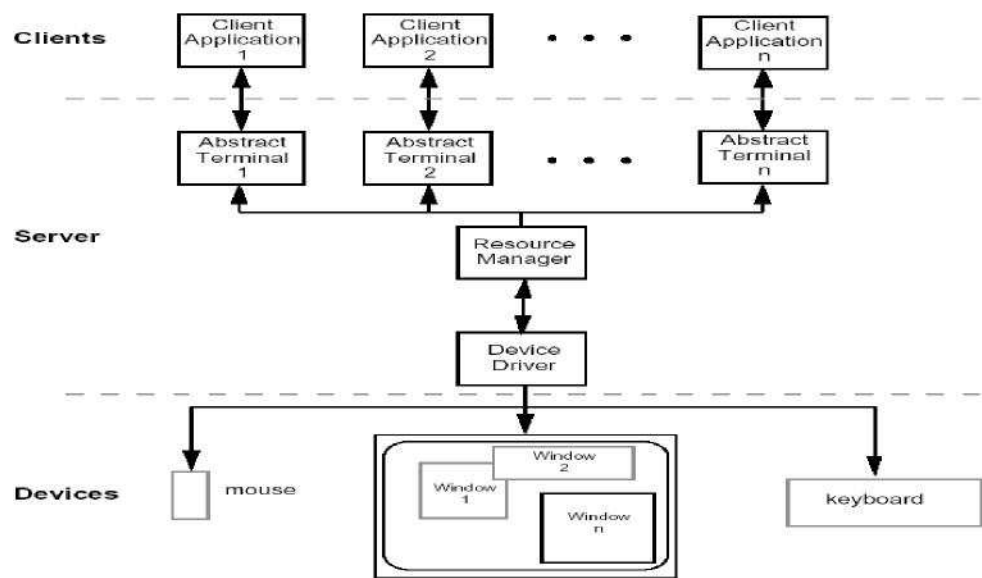 Clients
Client
Application
1
Client
Application
2
• • •
Client
Application
n
Abstract
Terminal
1
Abstract
Terminal
2
• • •
Abstract
Terminal
n
Server
Resource
Manager
Device
Driver
Devices
mouse
Window
1
Window
2
Window
n
keyboard